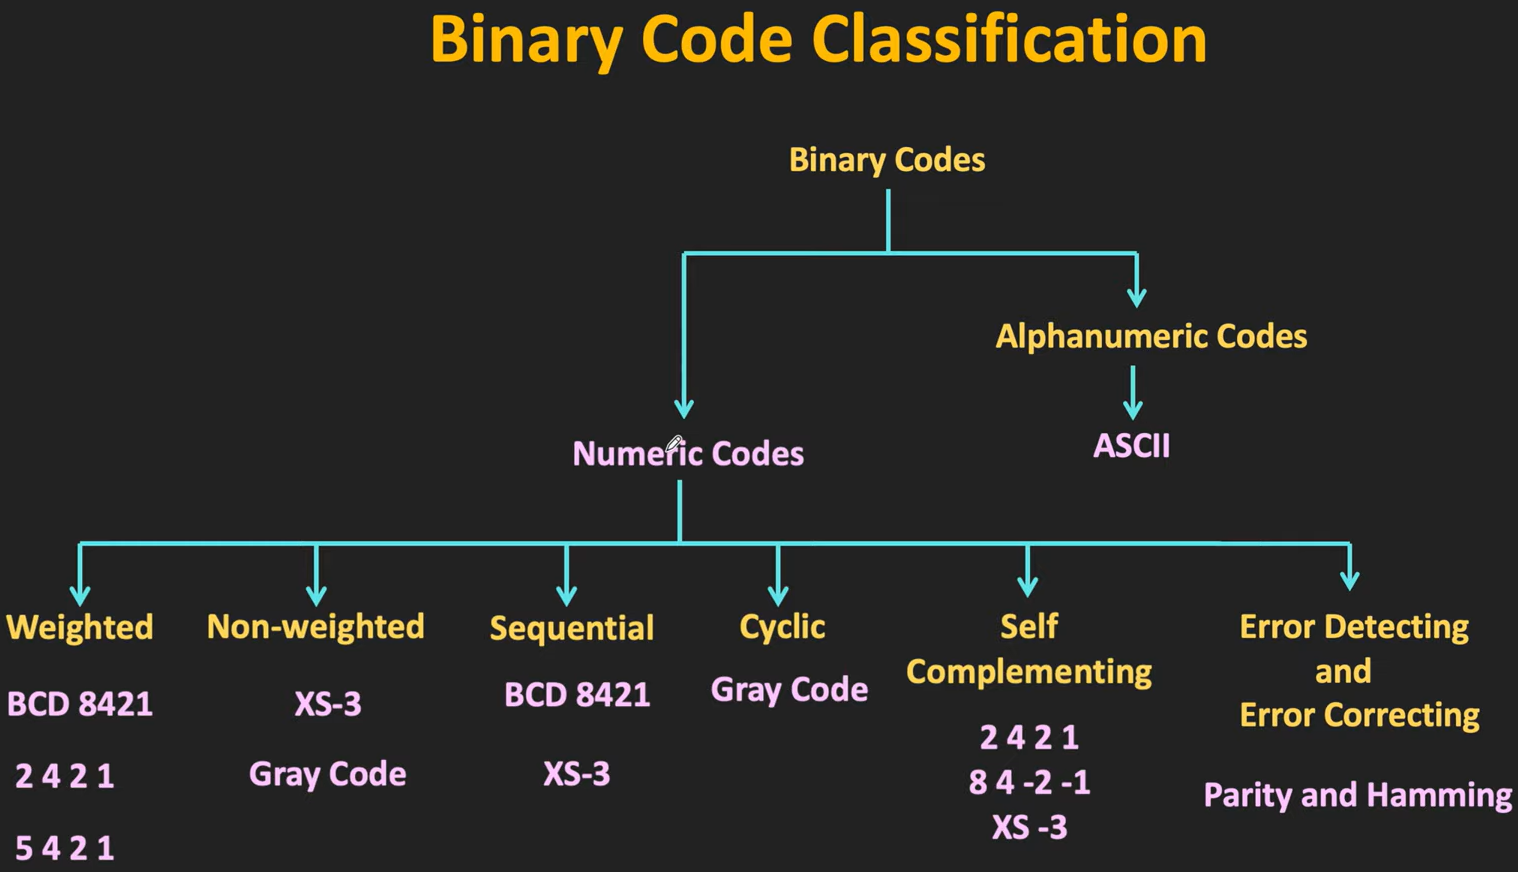 Binary Code Classification
Binary Codes
Alphanumeric Codes
ASCII
Numeric Codes
Weighted
BCD 8421
2 4 2 1
5 4 2 1
Non-weighted
XS-3
Gray Code
Sequential
BCD 8421
XS-3
Cyclic
Gray Code
Self
Complementing
2 4 2 1
8 4 -2 -1
XS -3
Error Detecting
and
Error Correcting
Parity and Hamming